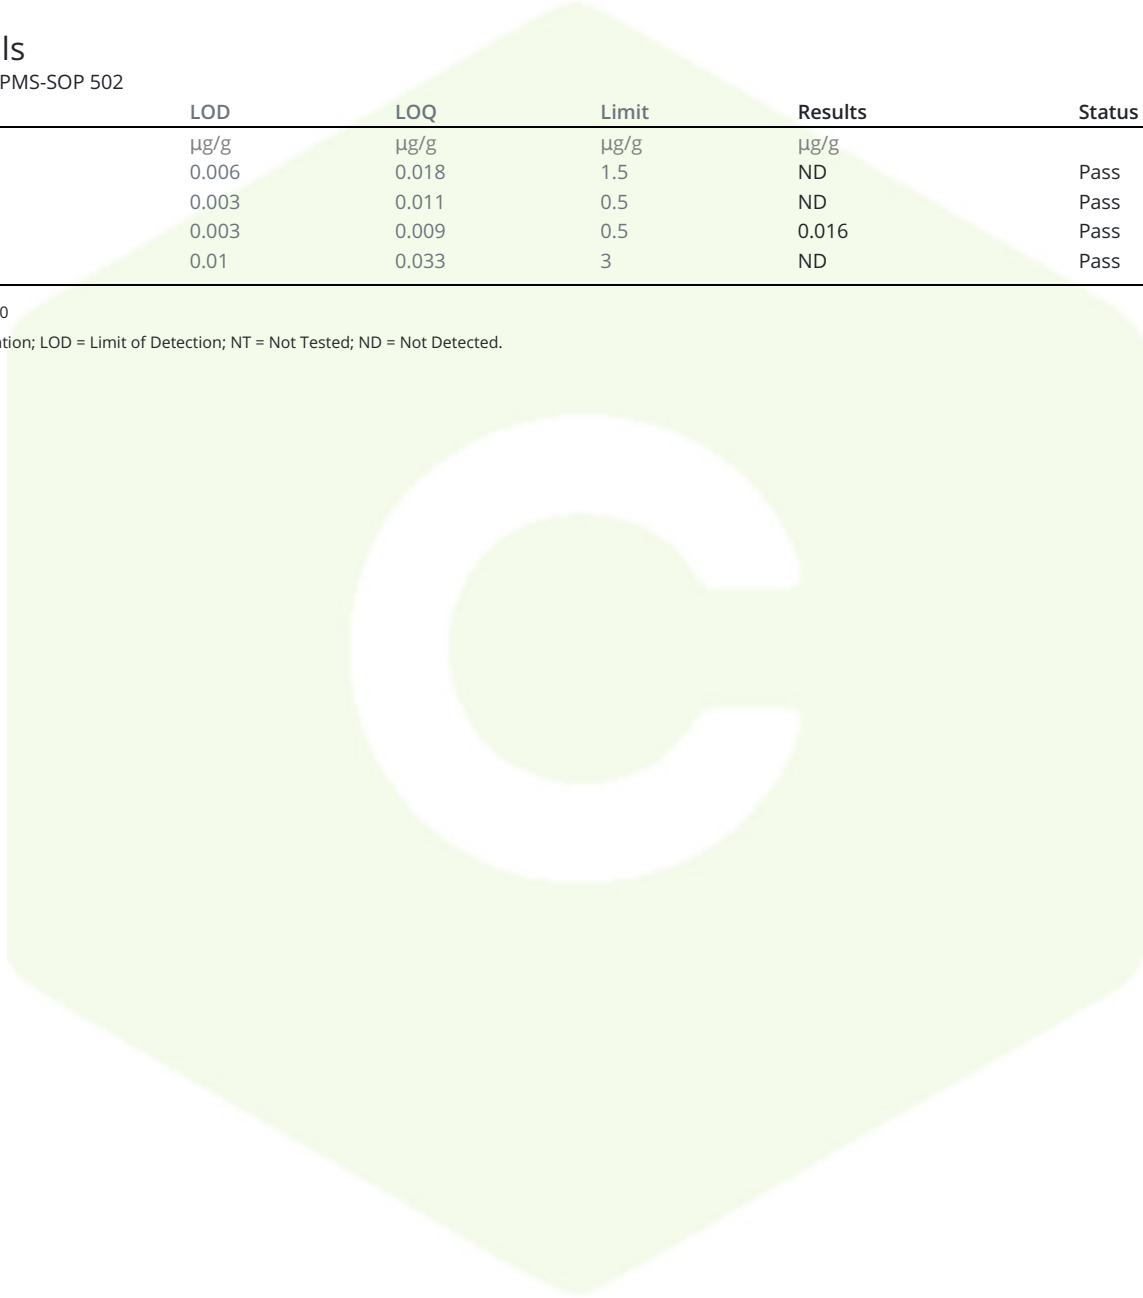 ls
PMS-SOP 502
LOD LOQ Limit Results Status
µg/g µg/g µg/g µg/g
0.006 0.018 1.5 ND Pass
0.003 0.011 0.5 ND Pass
0.003 0.009 0.5 0.016 Pass
0.01 0.033 3 ND Pass
0
tion; LOD = Limit of Detection; NT = Not Tested; ND = Not Detected.
C